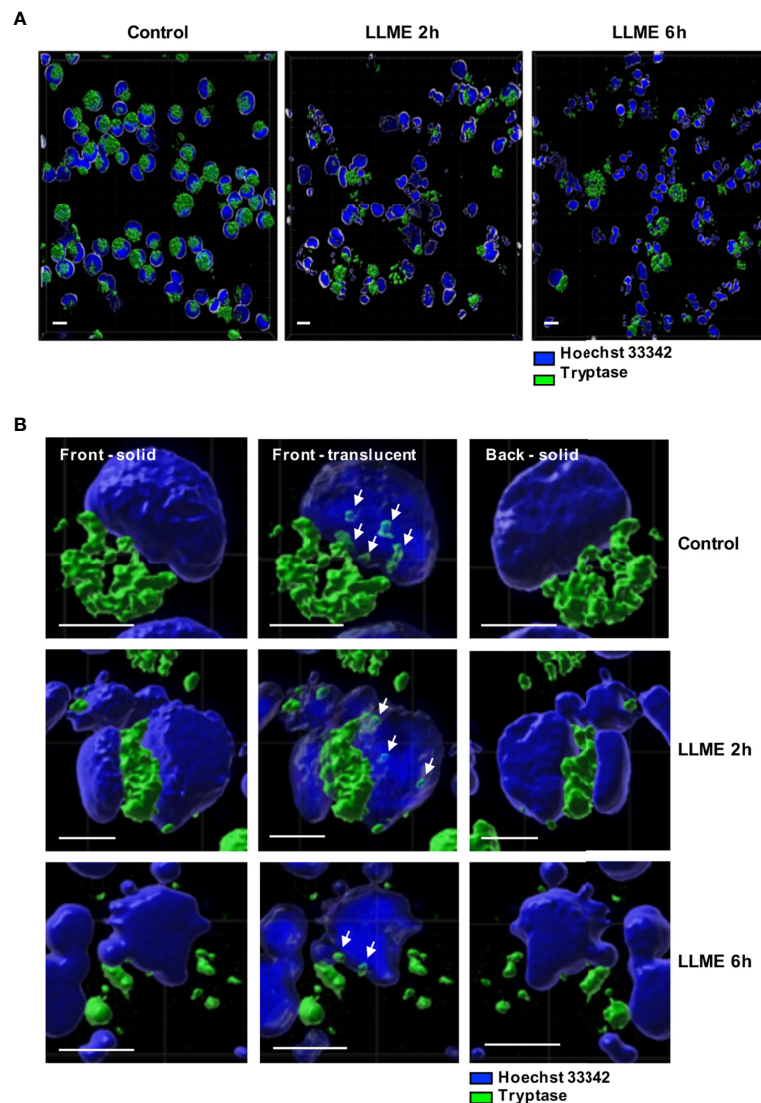 A
Control
LLME 2h
LLME 6h
Hoechst 33342
Tryptase
B
Front - solid
Front - translucent
Back - solid
Control
LLME 2h
LLME 6h
Hoechst 33342
Tryptase